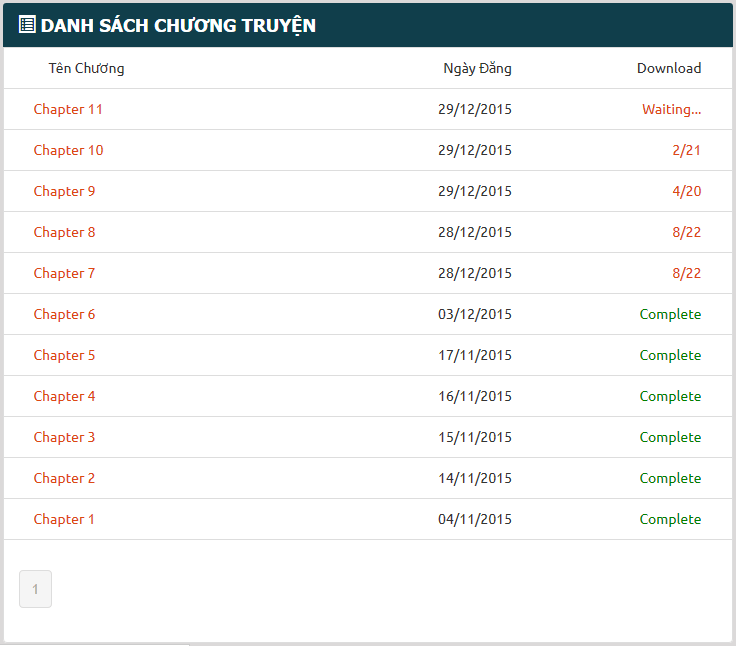 DANH SÁCH CHƯƠNG TRUYỆN
Tên Chương Ngày Đăng Download
Chapter 11 29/12/2015 Waiting...
Chapter 10 29/12/2015 2/21
Chapter 9 29/12/2015 4/20
Chapter 8 28/12/2015 8/22
Chapter 7 28/12/2015 8/22
Chapter 6 03/12/2015 Complete
Chapter 5 17/11/2015 Complete
Chapter 4 16/11/2015 Complete
Chapter 3 15/11/2015 Complete
Chapter 2 14/11/2015 Complete
Chapter 1 04/11/2015 Complete
1